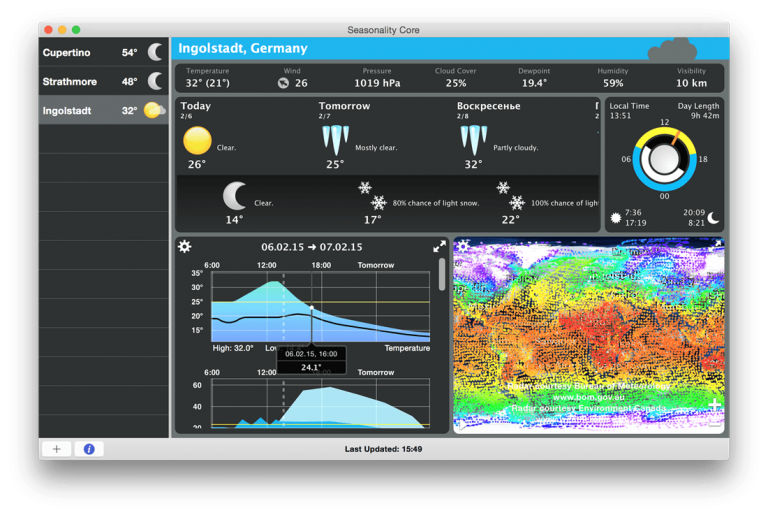 Seasonality Core
Cupertino 54°
Strathmore 48°
Ingolstadt 32°
Ingolstadt, Germany
Temperature Wind Pressure Cloud Cover Dewpoint Humidity Visibility
32° (21°) 26 1019 hPa 25% 19.4° 59% 10 km
Today Tomorrow Воскресенье
2/6 2/7 2/8
Clear. Mostly clear. Partly cloudy.
26° 25° 32°
Clear. 80% chance of light snow. 100% chance of light
14° 17° 22°
Local Time Day Length
13:51 9h 42m
12
06 18
00
7:36 20:09
17:19 8:21
06.02.15 → 07.02.15
6:00 12:00 18:00 Tomorrow
35°
30°
25°
20°
15°
High: 32.0° Temperature
06.02.15, 16:00
24.1°
6:00 12:00 Tomorrow
60
40
20
Radar courtesy Bureau of Meteorology
www.bom.gov.au
Radar courtesy Environment Canada
Last Updated: 15:49